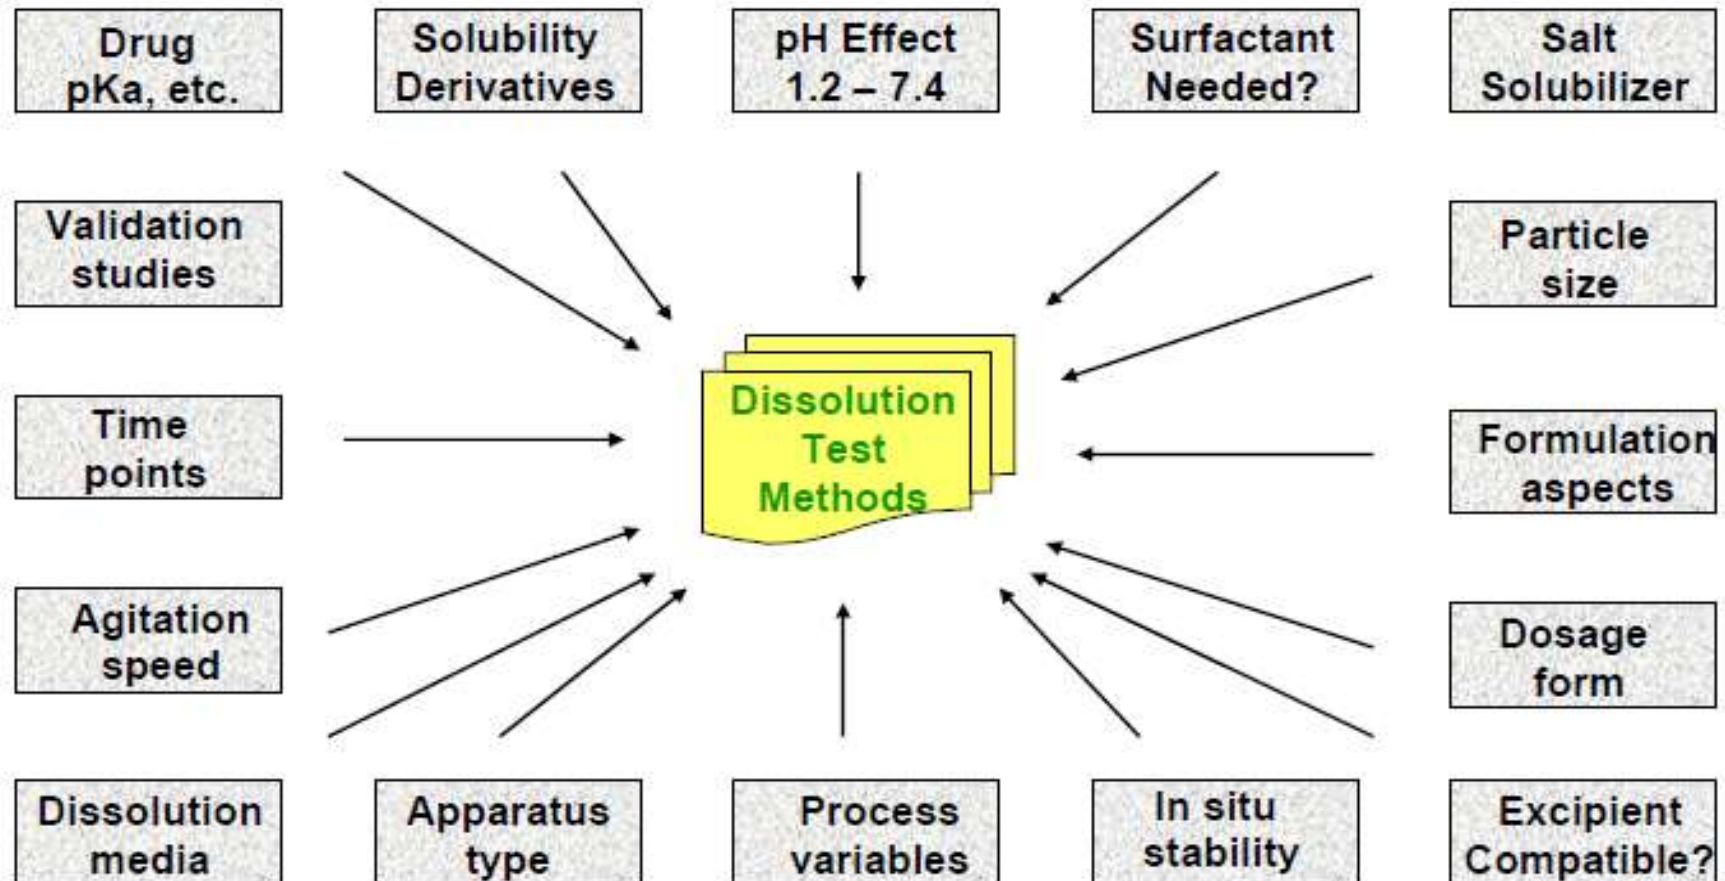 Drug
pKa, etc.
Solubility
Derivatives
pH Effect
1.2 – 7.4
Surfactant
Needed?
Salt
Solubilizer
Validation
studies
Particle
size
Dissolution
Test
Methods
Time
points
Formulation
aspects
Agitation
speed
Dosage
form
Dissolution
media
Apparatus
type
Process
variables
In situ
stability
Excipient
Compatible?